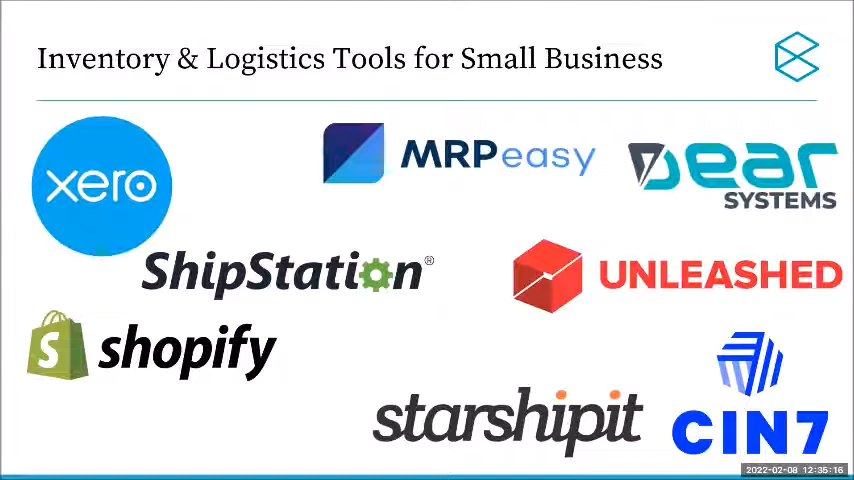 Inventory & Logistics Tools for Small Business
xero
MRPeasy
Dear
SYSTEMS
ShipStation®
UNLEASHED
S shopify
starshipit
CIN7
2022-02-08 12:35:16